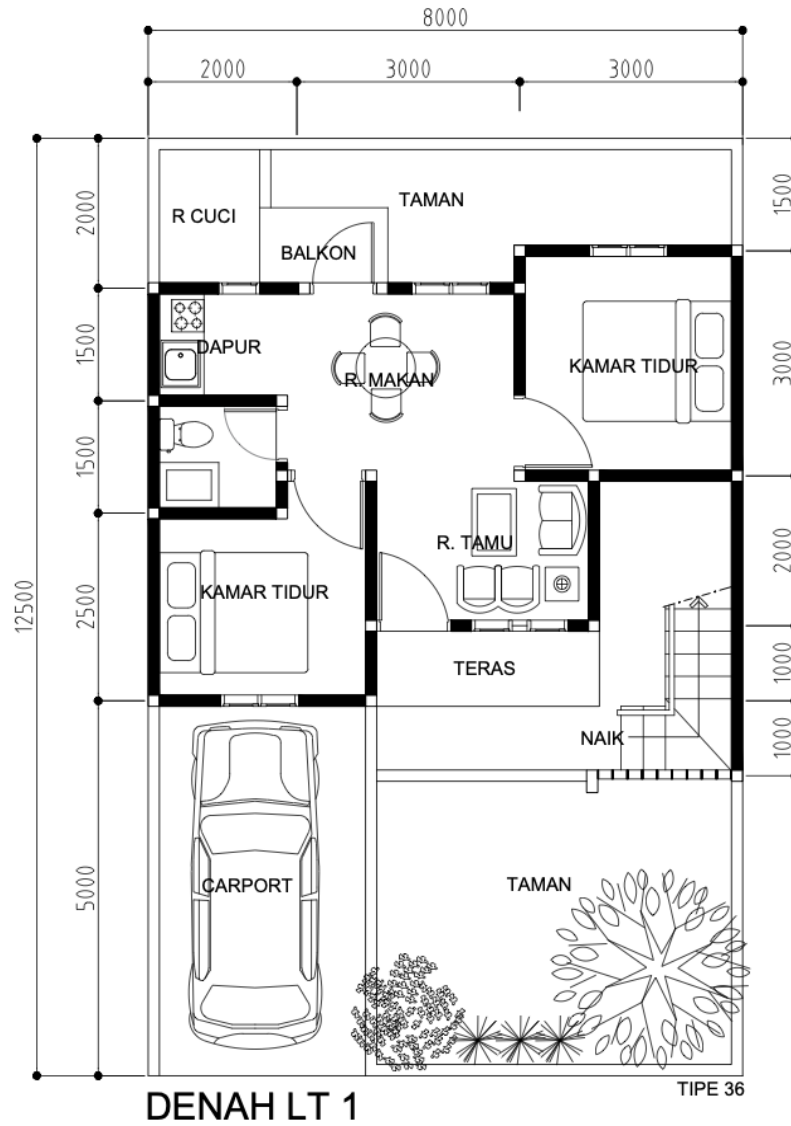 8000
2000
3000
3000
12500
2000
1500
1500
2500
5000
1500
3000
2000
1000
1000
TAMAN
R CUCI
BALKON
DAPUR
R. MAKAN
KAMAR TIDUR
R. TAMU
KAMAR TIDUR
TERAS
NAIK
CARPORT
TAMAN
TIPE 36
DENAH LT 1